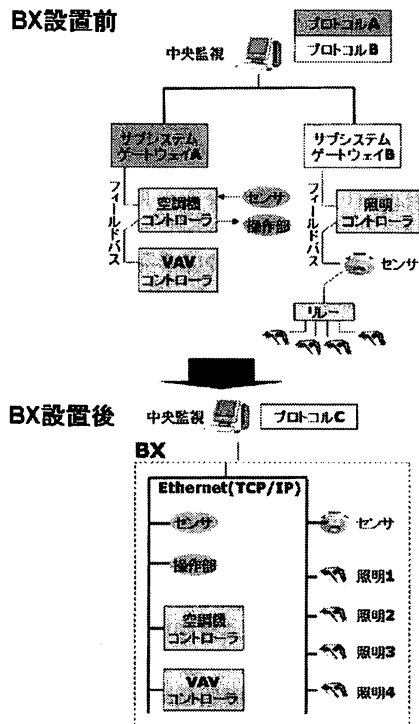 BX設置前
プロトコルA
プロトコルB
中央監視
サブシステム
ゲートウェイA
サブシステム
ゲートウェイB
フィールドバス
空調機
コントローラ
センサ
操作部
VAV
コントローラ
フィールドバス
照明
コントローラ
センサ
リレー
BX設置後
中央監視
プロトコルC
BX
Ethernet(TCP/IP)
センサ
センサ
操作部
照明1
空調機
コントローラ
照明2
照明3
VAV
コントローラ
照明4